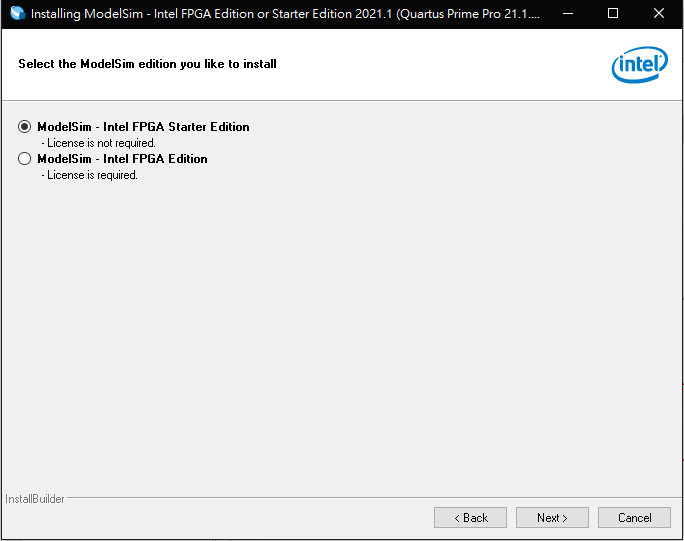 Installing ModelSim - Intel FPGA Edition or Starter Edition 2021.1 (Quartus Prime Pro 21.1....
Select the ModelSim edition you like to install
intel
ModelSim - Intel FPGA Starter Edition
- License is not required.
ModelSim - Intel FPGA Edition
- License is required.
InstallBuilder
< Back
Next >
Cancel